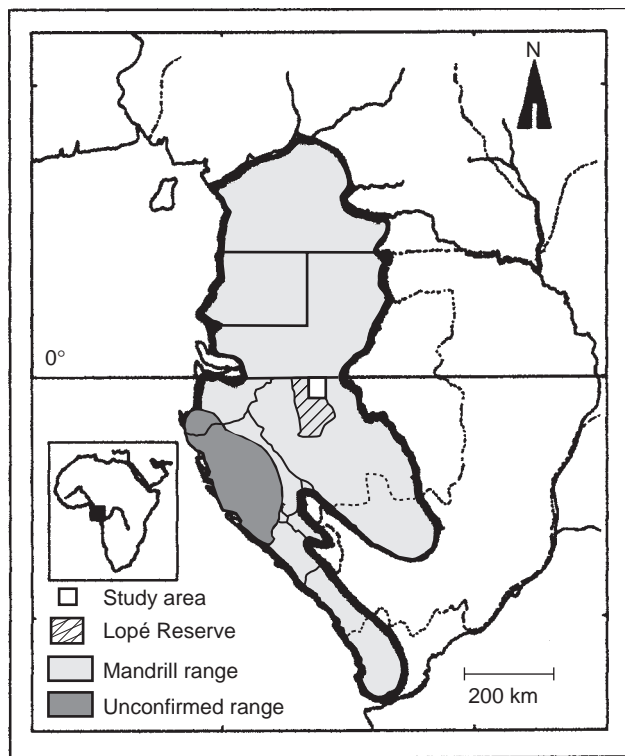 N
0°
Study area
Lopé Reserve
Mandrill range
Unconfirmed range
200 km